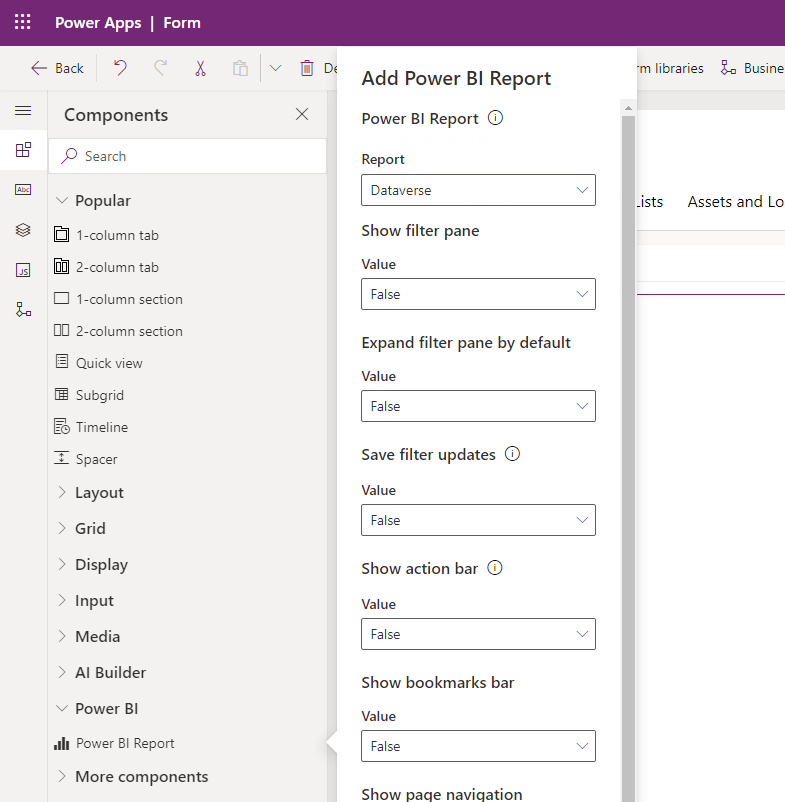 Power Apps | Form
Back
De
rm libraries
Busine
Components
Search
Popular
1-column tab
2-column tab
1-column section
2-column section
Quick view
Subgrid
Timeline
Spacer
Layout
Grid
Display
Input
Media
AI Builder
Power BI
Power BI Report
More components
Abc
JS
Add Power BI Report
Power BI Report
Report
Dataverse
Show filter pane
Value
False
Expand filter pane by default
Value
False
Save filter updates
Value
False
Show action bar
Value
False
Show bookmarks bar
Value
False
Show page navigation
Lists
Assets and Lo